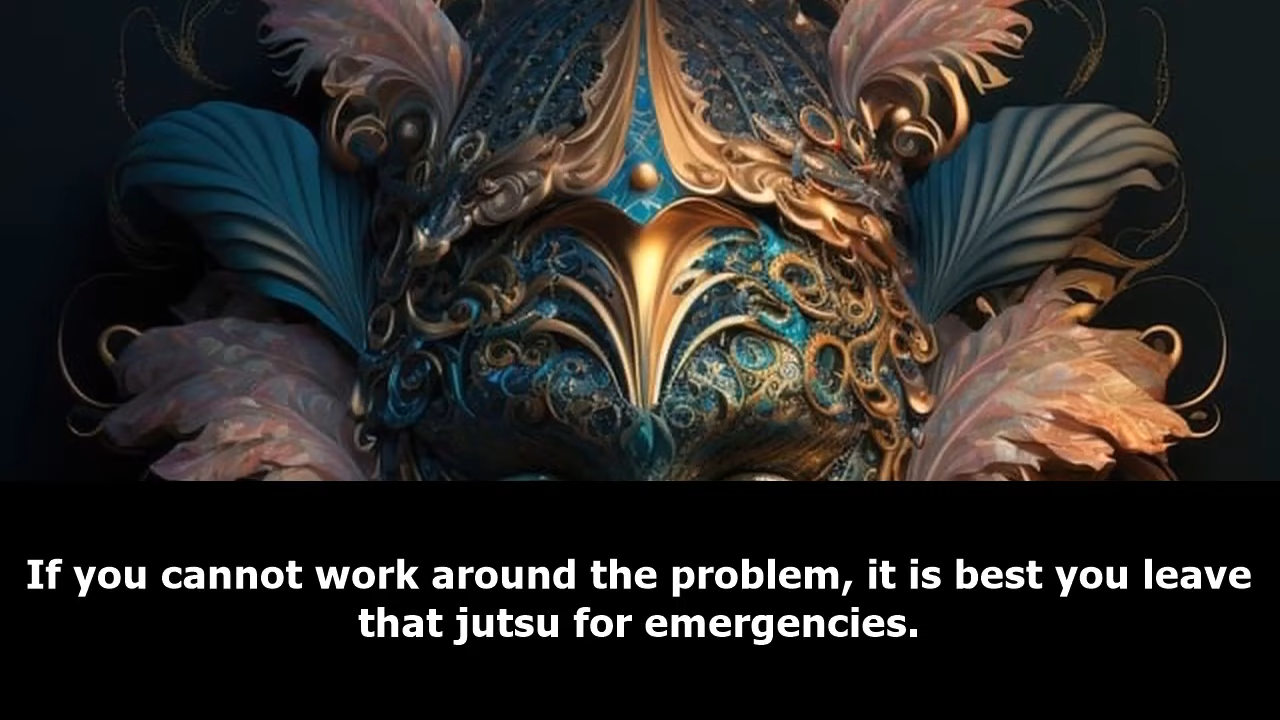 If you cannot work around the problem, it is best you leave
that jutsu for emergencies.